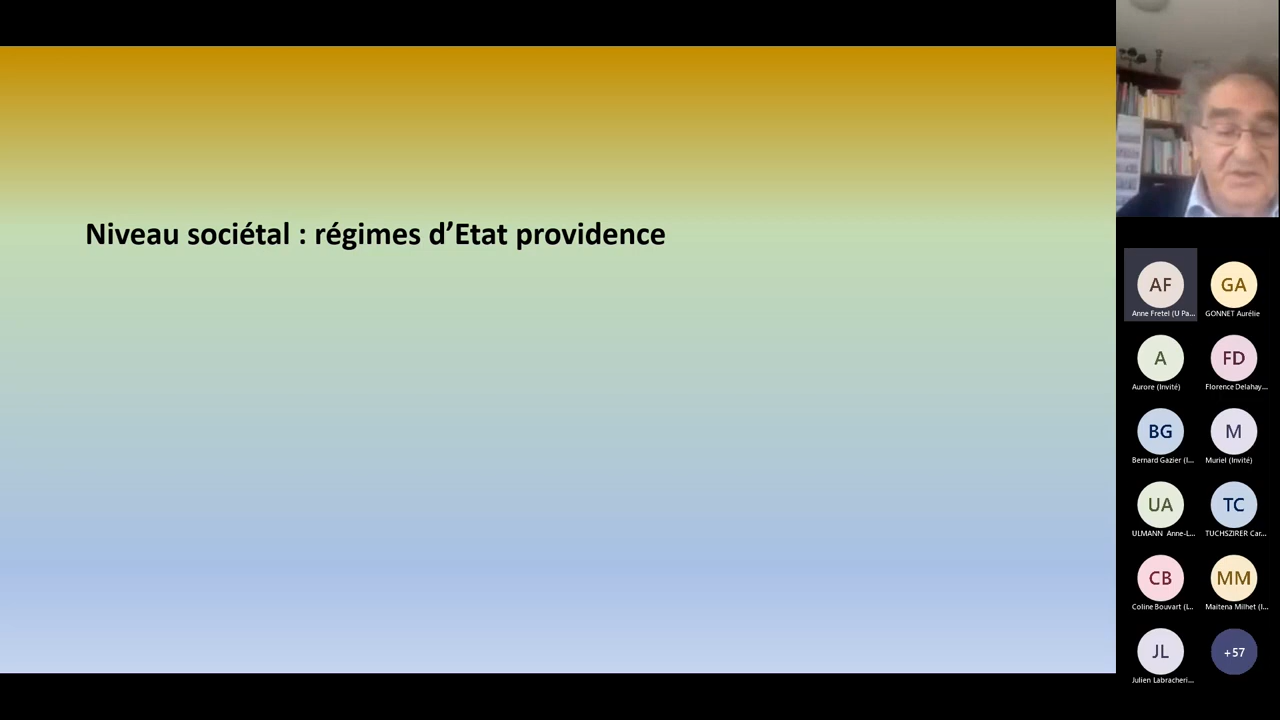 Niveau sociétal : régimes d’Etat providence
AF
GA
Anne Fretel (U Pa...
GONNET Aurélie
A
FD
Aurore (Invité)
Florence Delahay...
BG
M
Bernard Gazier (I...
Muriel (Invité)
UA
TC
ULMANN Anne-L...
TUCHSZIRER Car...
CB
MM
Coline Bouvart (I...
Maitena Milhet (I...
JL
+57
Julien Labracheri...